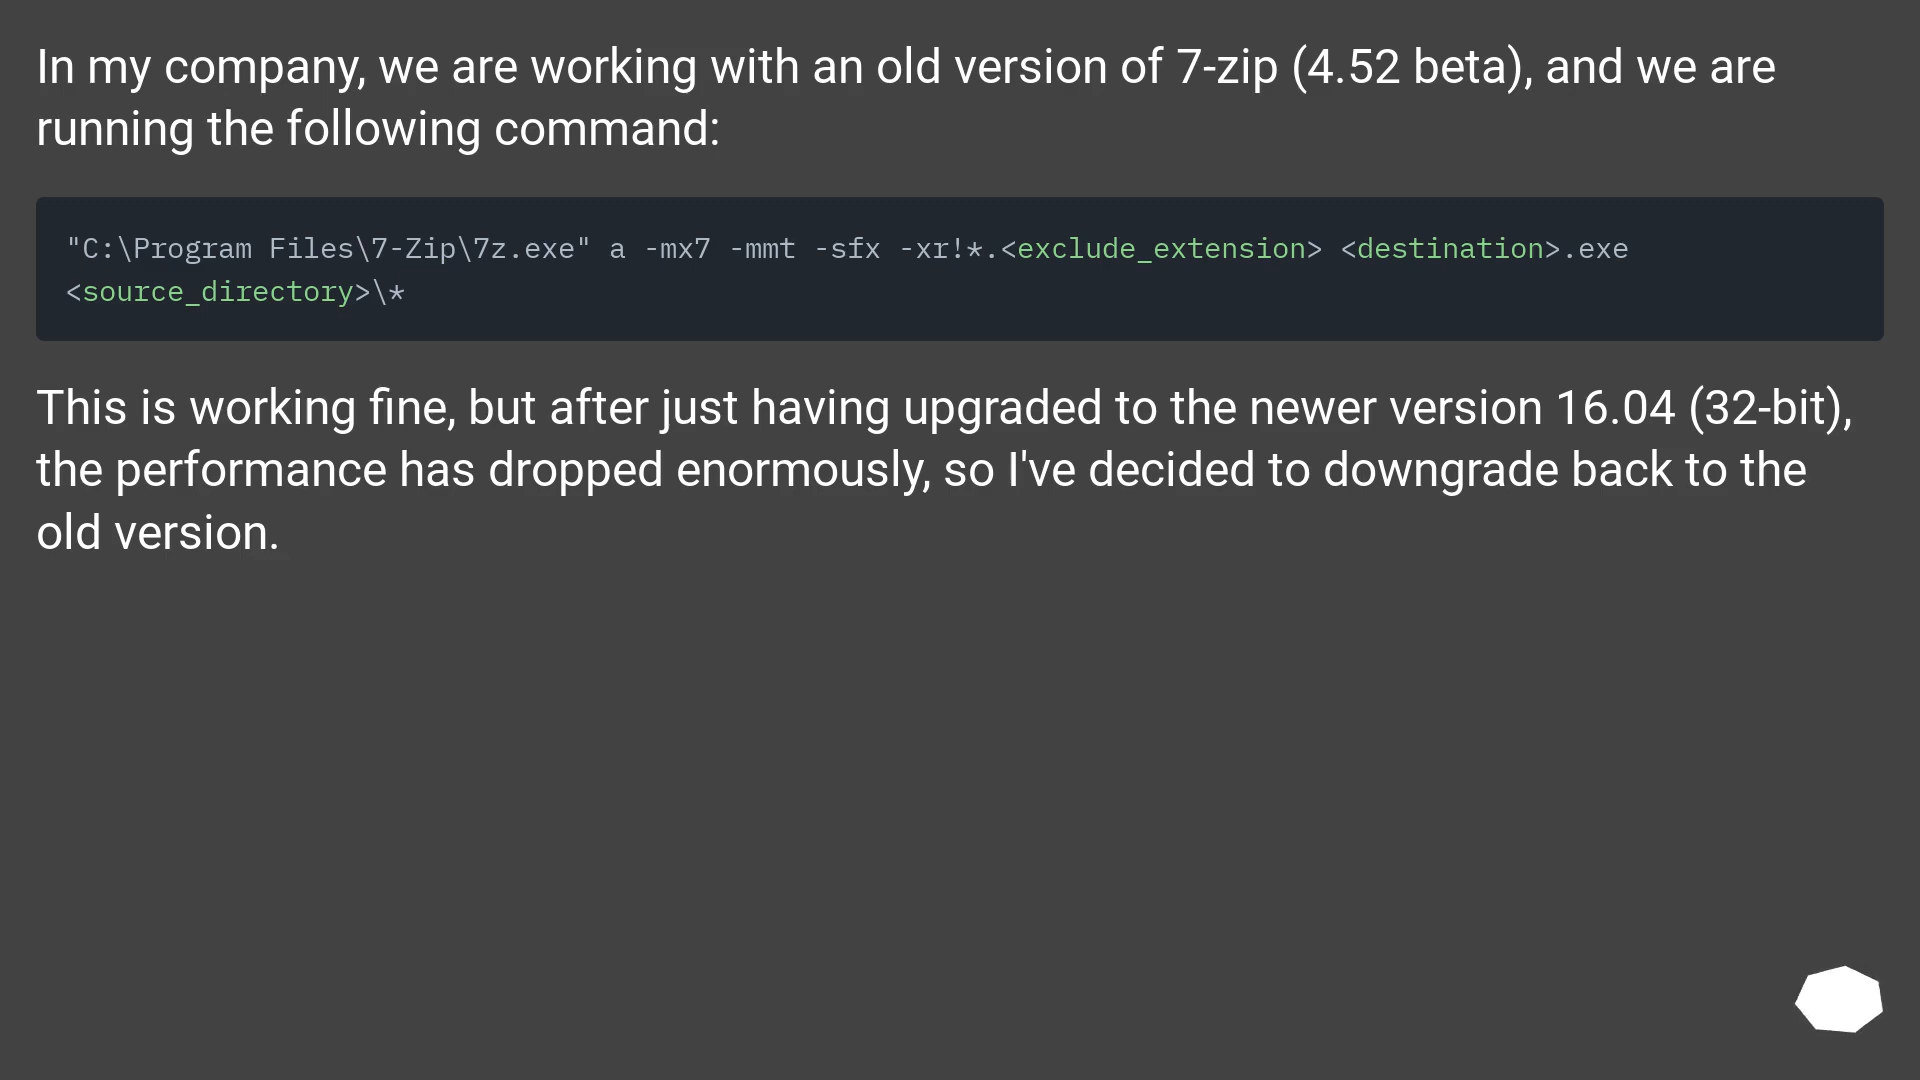 In my company, we are working with an old version of 7-zip (4.52 beta), and we are
running the following command:
"C:\Program Files\7-Zip\7z.exe" a -mx7 -mmt -sfx -xr!*.<exclude_extension> <destination>.exe
<source_directory>\*
This is working fine, but after just having upgraded to the newer version 16.04 (32-bit),
the performance has dropped enormously, so I've decided to downgrade back to the
old version.